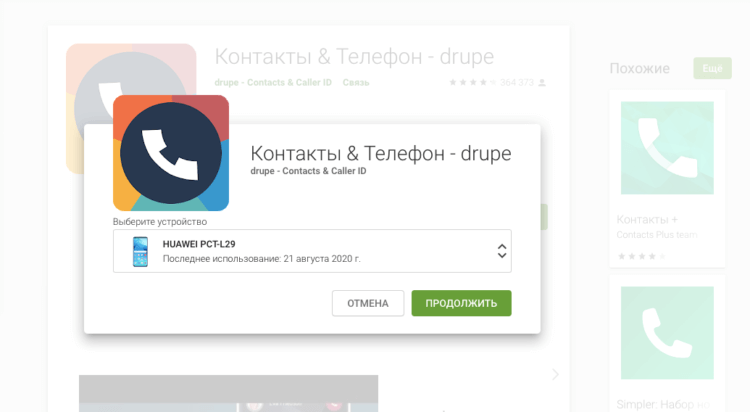 Контакты & Телефон - drupe
drupe - Contacts & Caller ID Связь
364 373
Похожие
Ещё
Контакты & Телефон - drupe
drupe - Contacts & Caller ID
Выберите устройство
HUAWEI PCT-L29
Последнее использование: 21 августа 2020 г.
ОТМЕНА
ПРОДОЛЖИТЬ
Контакты +
Contacts Plus team
Simpler: Набор